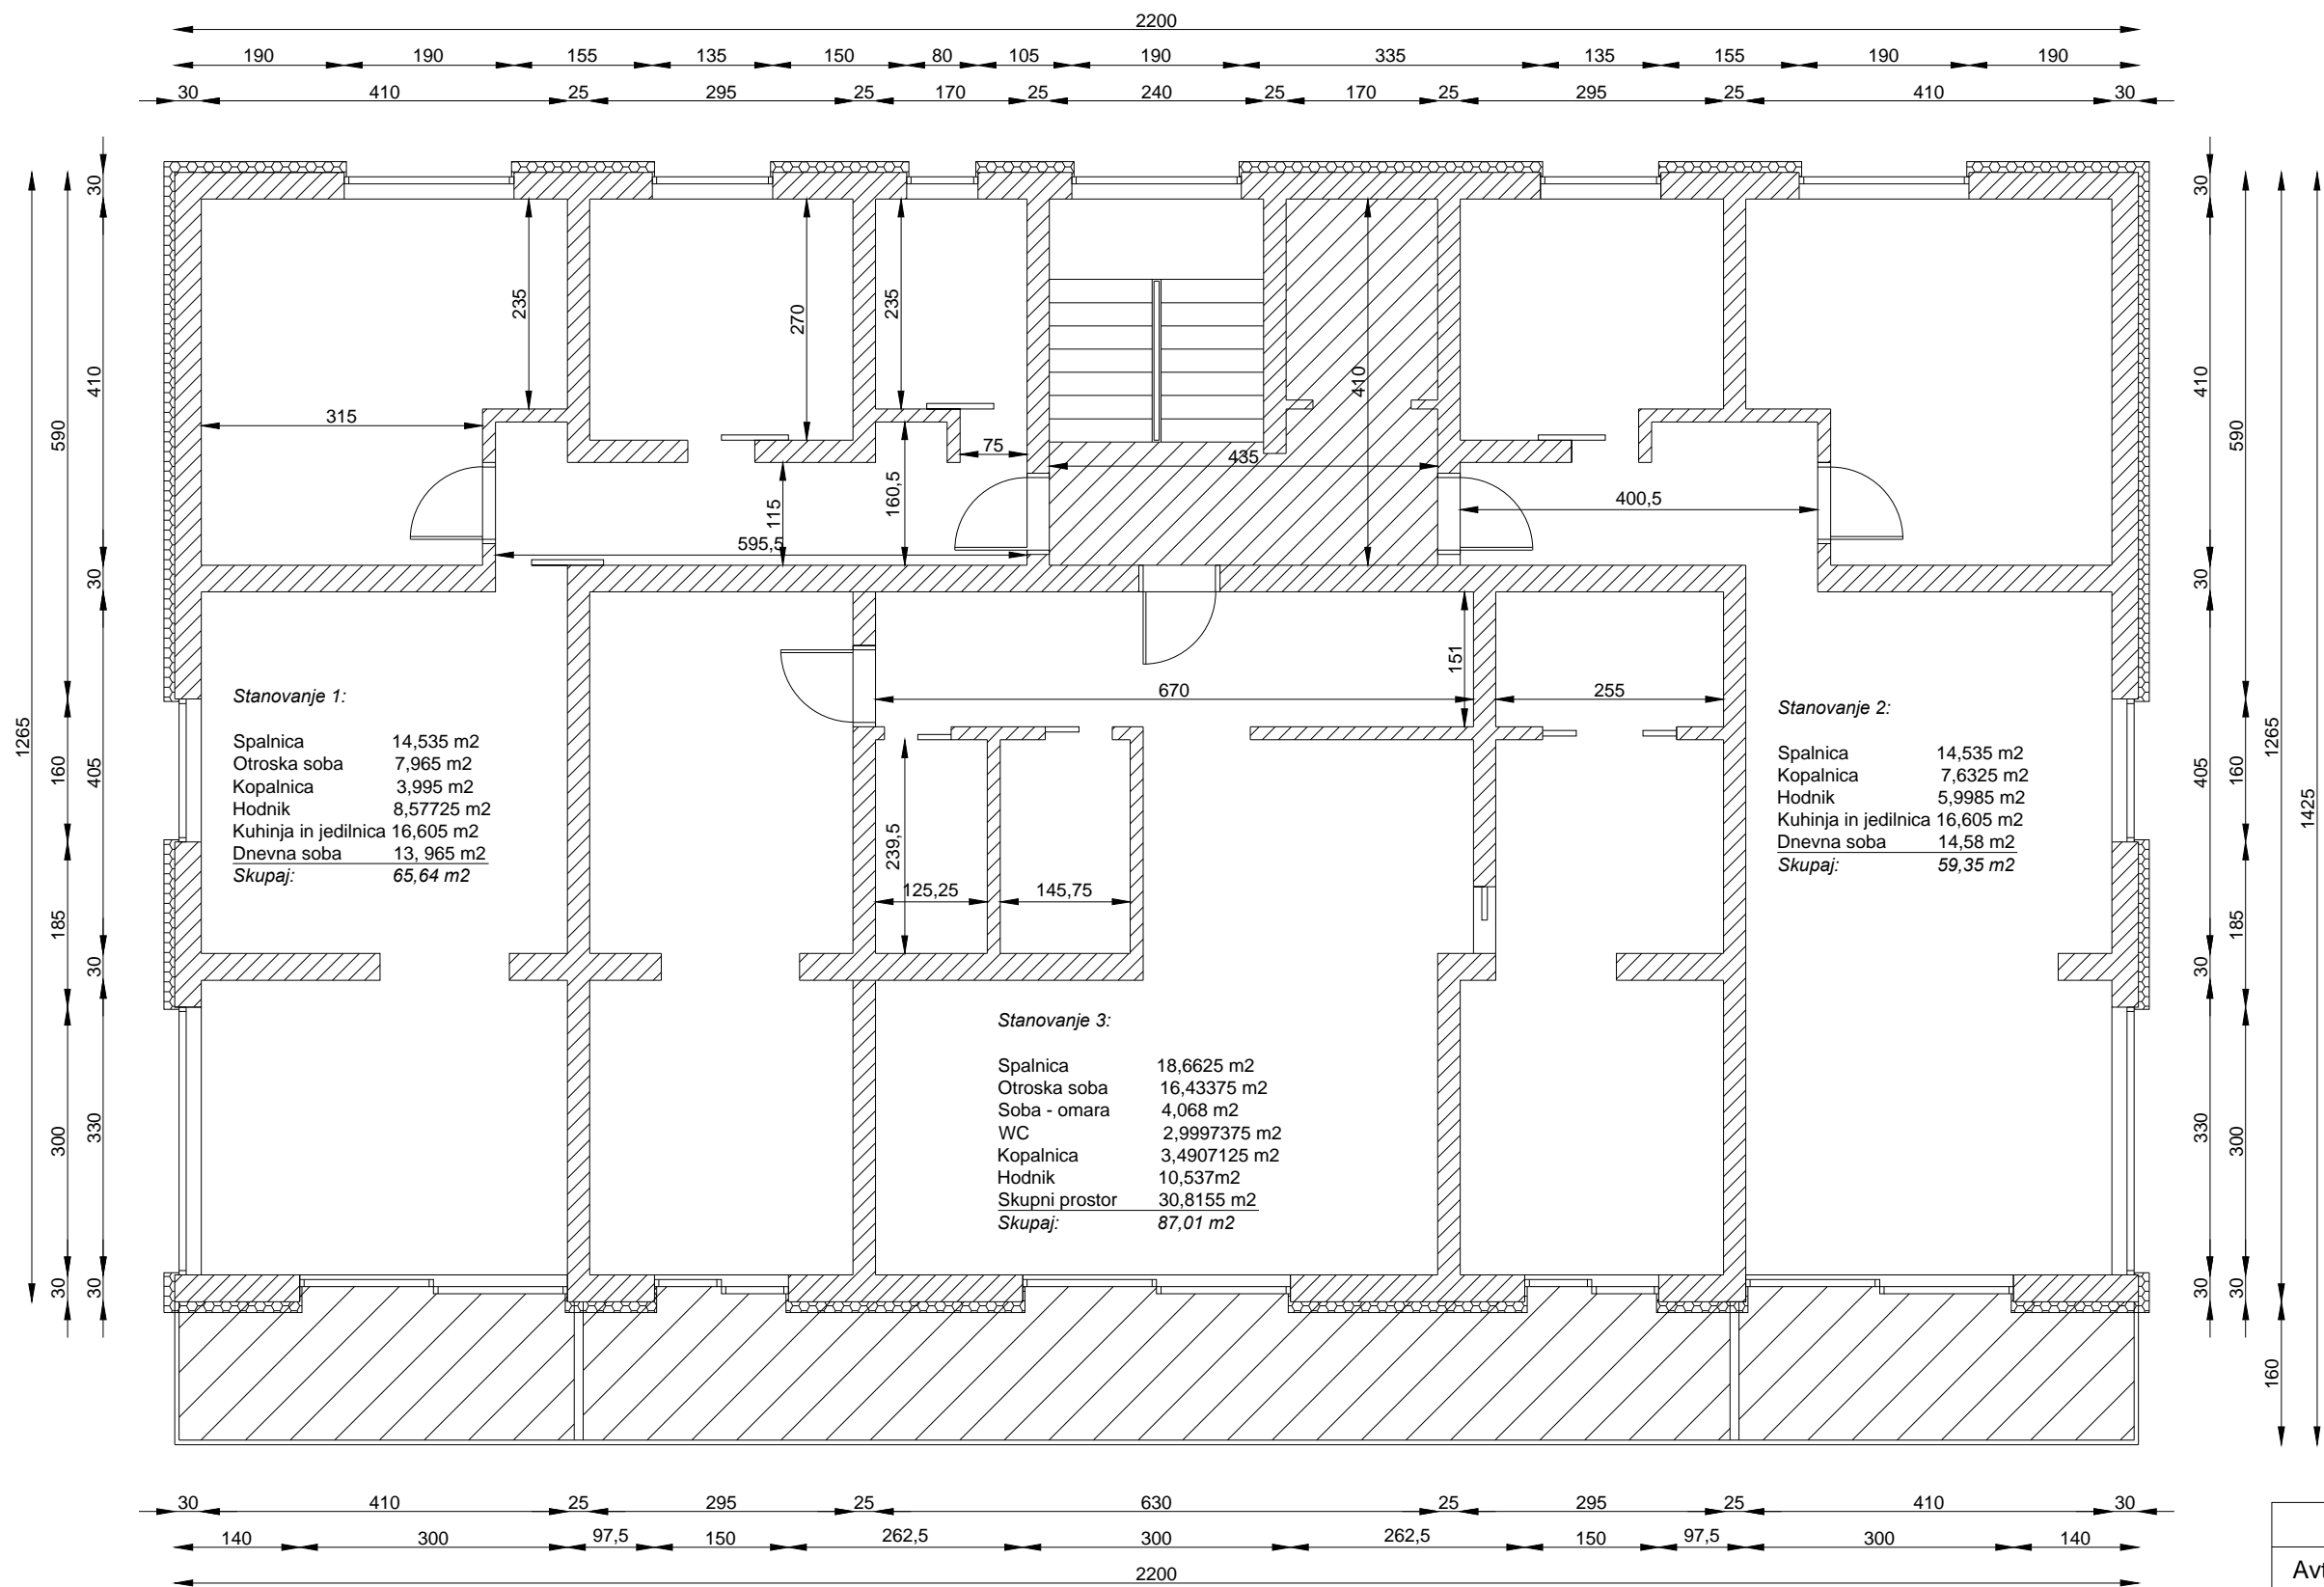 2200
190 190 155 135 150 80 105 190 335 135 155 190 190
30 410 25 295 25 170 25 240 25 170 25 295 25 410 30
30 30 30 30
235 270 235
410 590 410 410 590
315 75 435
115 160,5 400,5
595,5
30 30
151
670 255
Stanovanje 1:
Spalnica 14,535 m2
Otroska soba 7,965 m2
Kopalnica 3,995 m2
Hodnik 8,57725 m2
Kuhinja in jedilnica 16,605 m2
Dnevna soba 13, 965 m2
Skupaj: 65,64 m2
Stanovanje 2:
Spalnica 14,535 m2
Kopalnica 7,6325 m2
Hodnik 5,9985 m2
Kuhinja in jedilnica 16,605 m2
Dnevna soba 14,58 m2
Skupaj: 59,35 m2
1265 160 405 405 160 1265 1425
239,5
125,25 145,75
185 185
30 30
Stanovanje 3:
Spalnica 18,6625 m2
Otroska soba 16,43375 m2
Soba - omara 4,068 m2
WC 2,9997375 m2
Kopalnica 3,4907125 m2
Hodnik 10,537m2
Skupni prostor 30,8155 m2
Skupaj: 87,01 m2
300 330 330 300
30 30 30 30
160
30 410 25 295 25 630 25 295 25 410 30
140 300 97,5 150 262,5 300 262,5 150 97,5 300 140
2200